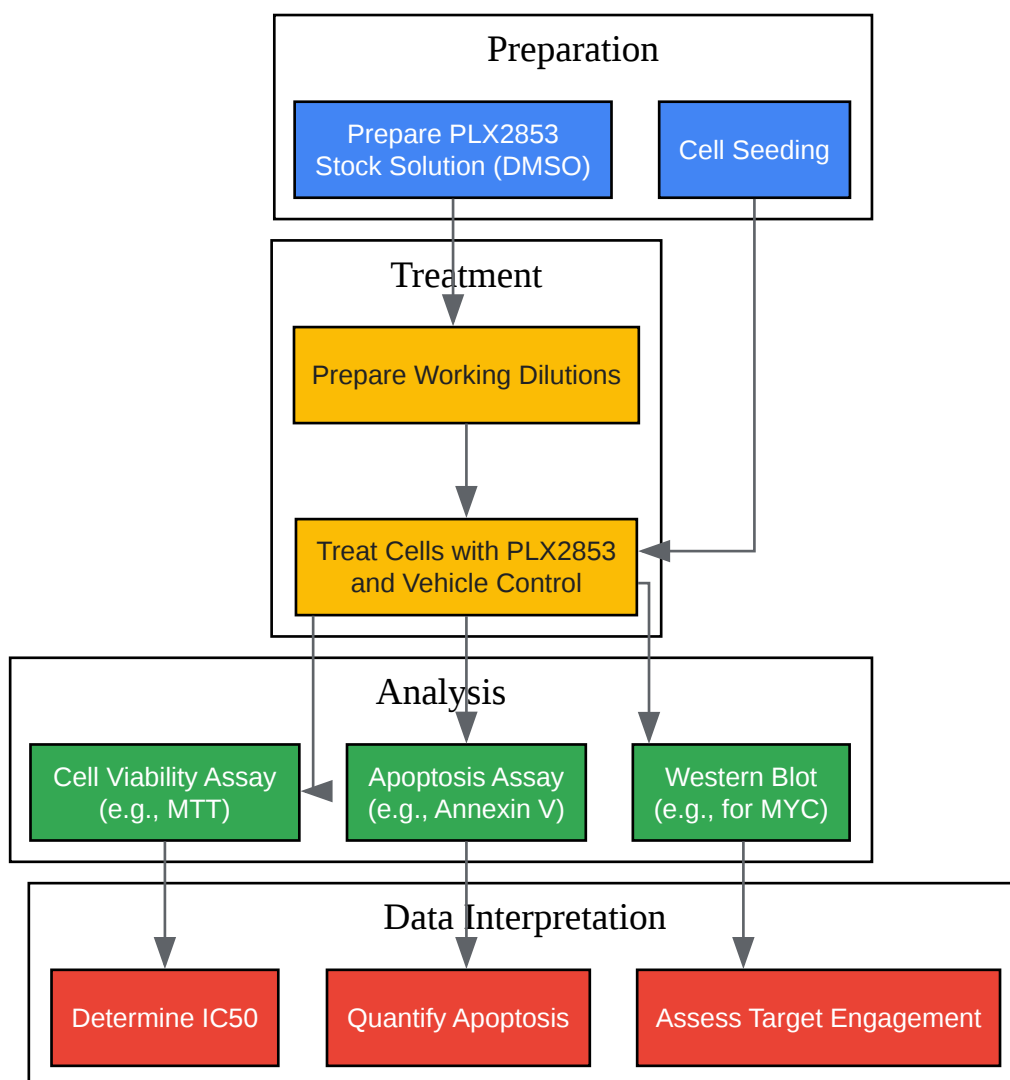 Preparation
Prepare PLX2853
Stock Solution (DMSO)
Cell Seeding
Treatment
Prepare Working Dilutions
Treat Cells with PLX2853
and Vehicle Control
Analysis
Cell Viability Assay
(e.g., MTT)
Apoptosis Assay
(e.g., Annexin V)
Western Blot
(e.g., for MYC)
Data Interpretation
Determine IC50
Quantify Apoptosis
Assess Target Engagement